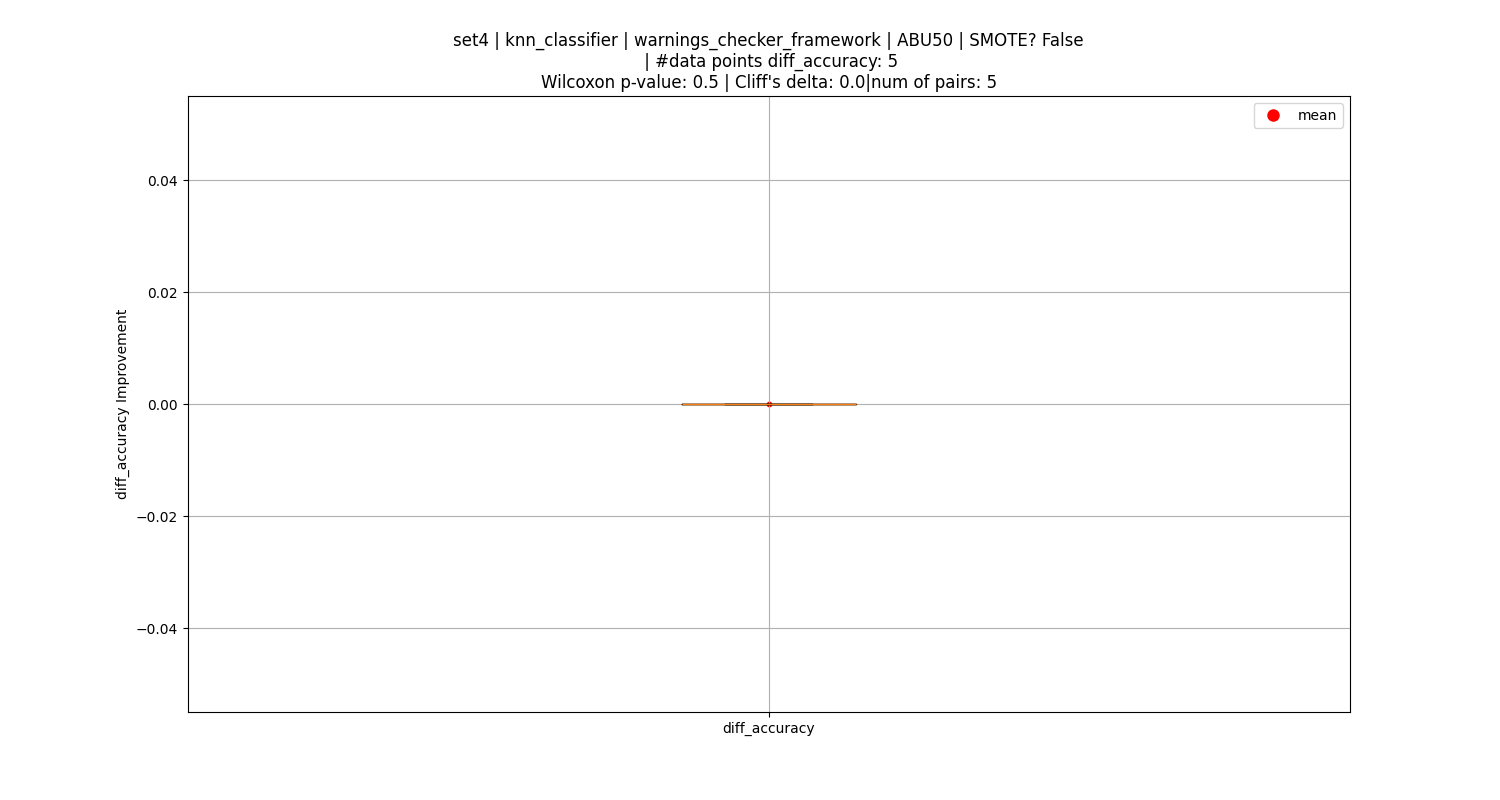 set4 | knn_classifier | warnings_checker_framework | ABU50 | SMOTE? False
| #data points diff_accuracy: 5
Wilcoxon p-value: 0.5 | Cliff's delta: 0.0|num of pairs: 5
mean
0.04
0.02
0.00
−0.02
−0.04
diff_accuracy Improvement
diff_accuracy